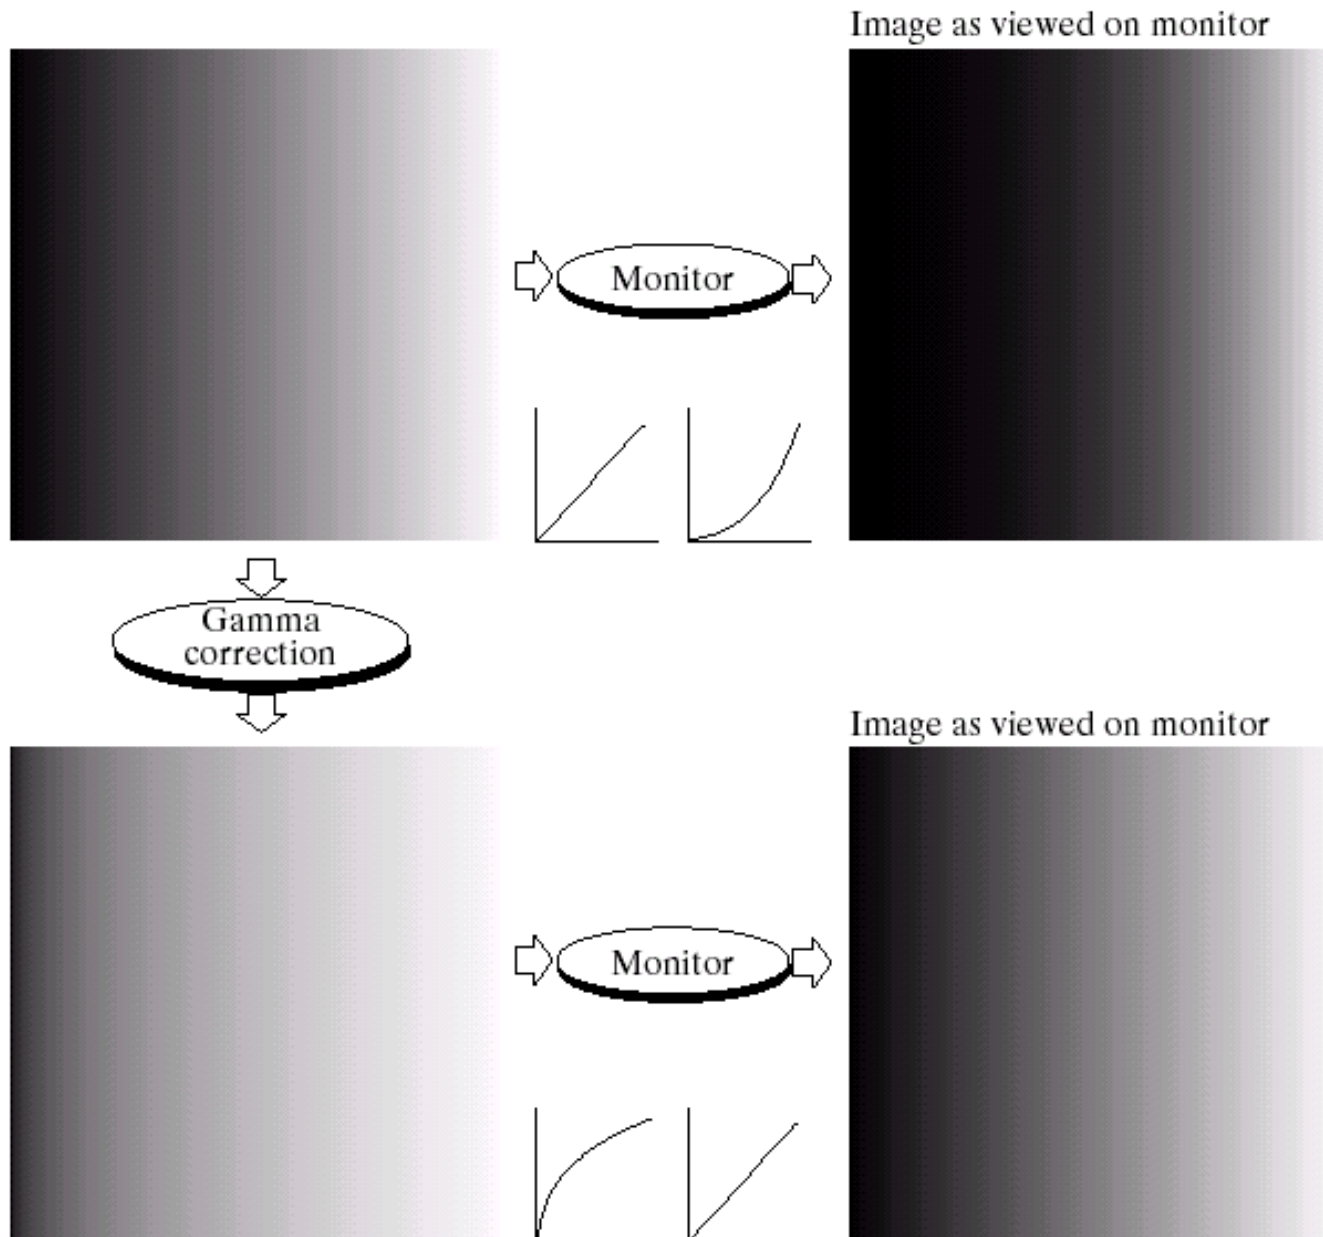 Image as viewed on monitor
Monitor
Gamma
correction
Image as viewed on monitor
Monitor